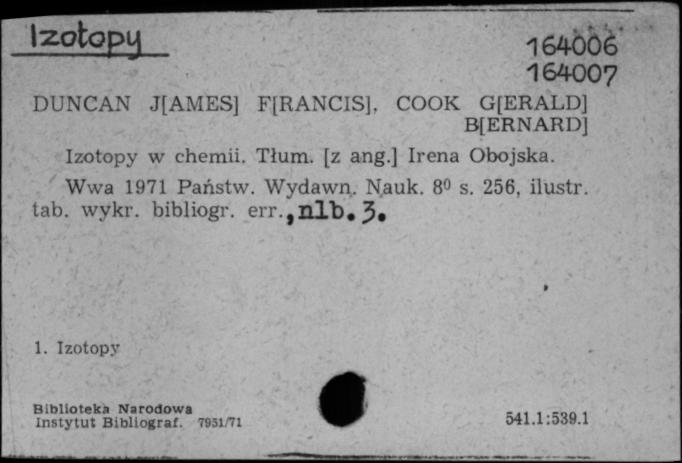 Izotopy
164006
164007
DUNCAN J[AMES] F[RANCIS], COOK G[ERALD]
B[ERNARD]
Izotopy w chemii. Tłum. [z ang.] Irena Obojska.
Wwa 1971 Państw. Wydawn. Nauk. 8⁰ s. 256, ilustr.
tab. wykr. bibliogr. err., nlb. 3.
1. Izotopy
Biblioteka Narodowa
Instytut Bibliograf. 7951/71
541.1:539.1